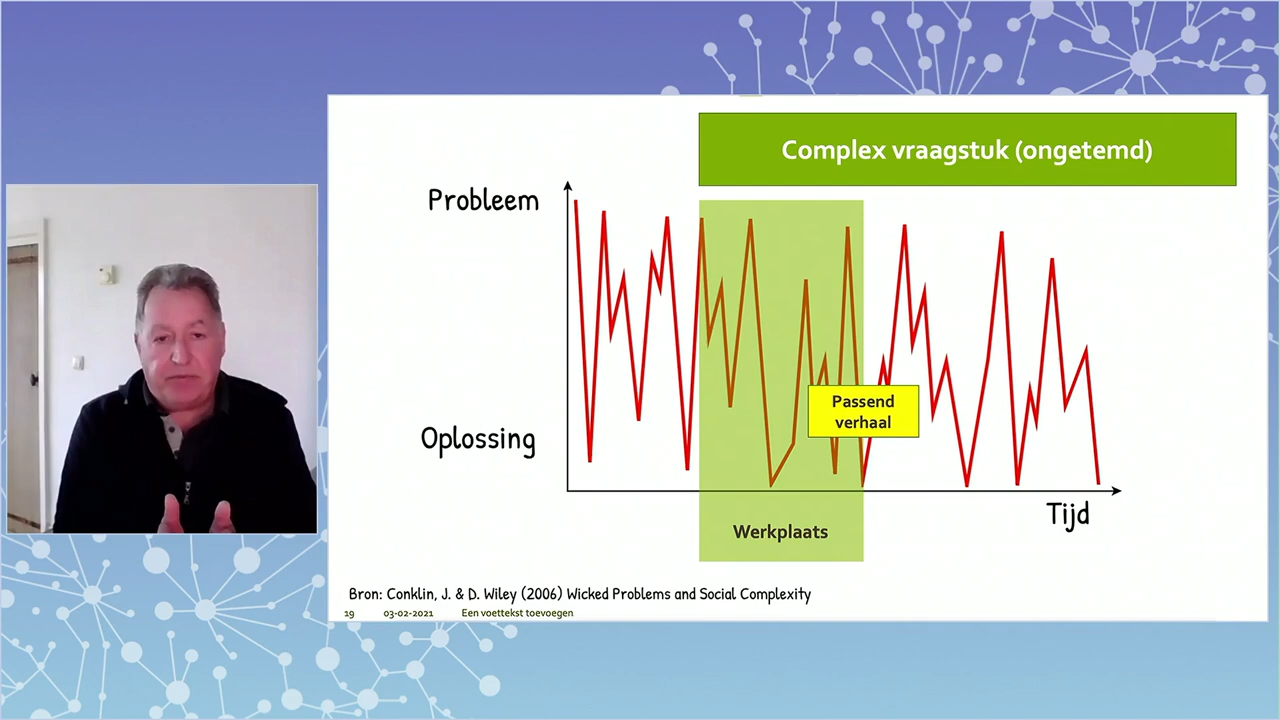 Complex vraagstuk (ongetemd)
Probleem
Passend
verhaal
Oplossing
Tijd
Werkplaats
Bron: Conklin, J. & D. Wiley (2006) Wicked Problems and Social Complexity
19 03-02-2021 Een voettekst toevoegen